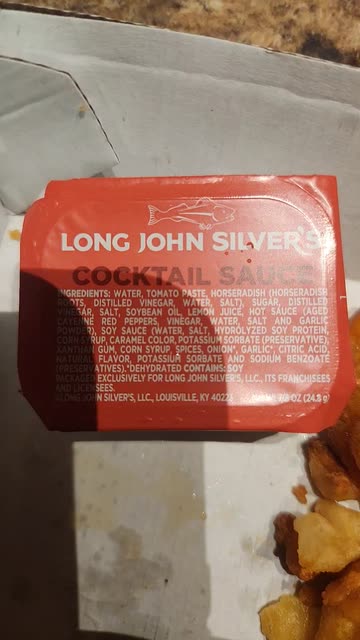 LONG JOHN SILVER'S
COCKTAIL SAUCE
INGREDIENTS: WATER, TOMATO PASTE, HORSERADISH (HORSERADISH
ROOTS, DISTILLED VINEGAR, WATER, SALT), SUGAR, DISTILLED
VINEGAR, SALT, SOYBEAN OIL, LEMON JUICE, HOT SAUCE (AGED
CAYENNE RED PEPPERS, VINEGAR, WATER, SALT AND GARLIC
POWDER), SOY SAUCE (WATER, SALT, HYDROLYZED SOY PROTEIN,
CORN SYRUP, CARAMEL COLOR, POTASSIUM SORBATE (PRESERVATIVE),
XANTHAN GUM, CORN SYRUP, SPICES, ONION*, GARLIC*, CITRIC ACID,
NATURAL FLAVOR, POTASSIUM SORBATE AND SODIUM BENZOATE
(PRESERVATIVES).*DEHYDRATED CONTAINS: SOY
PACKAGED EXCLUSIVELY FOR LONG JOHN SILVER'S, LLC., ITS FRANCHISEES
AND LICENSEES.
©LONG JOHN SILVER'S, LLC., LOUISVILLE, KY 40223 7/8 OZ (24.8 g)